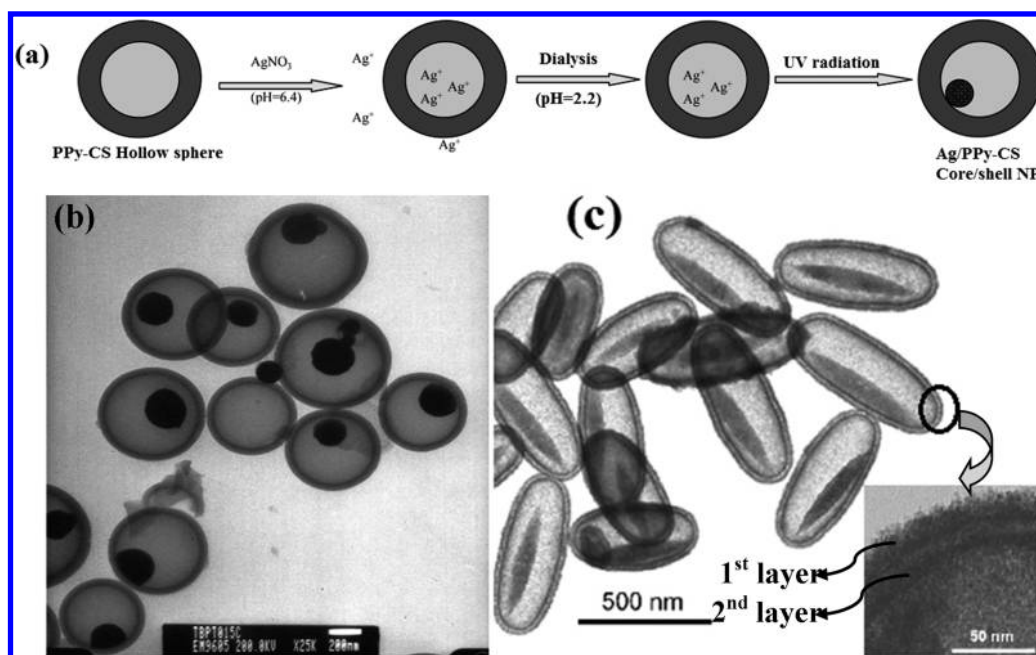 (a)
AgNO3
(pH=6.4)
Dialysis
(pH=2.2)
UV radiation
Ag+
Ag+
Ag+
Ag+
Ag+
Ag+
Ag+
Ag+
Ag+
PPy-CS Hollow sphere
Ag/PPy-CS
Core/shell NP
(b)
(c)
TBPT015C
EM9605 200.0KV X25K 200nm
500 nm
1st layer
2nd layer
50 nm